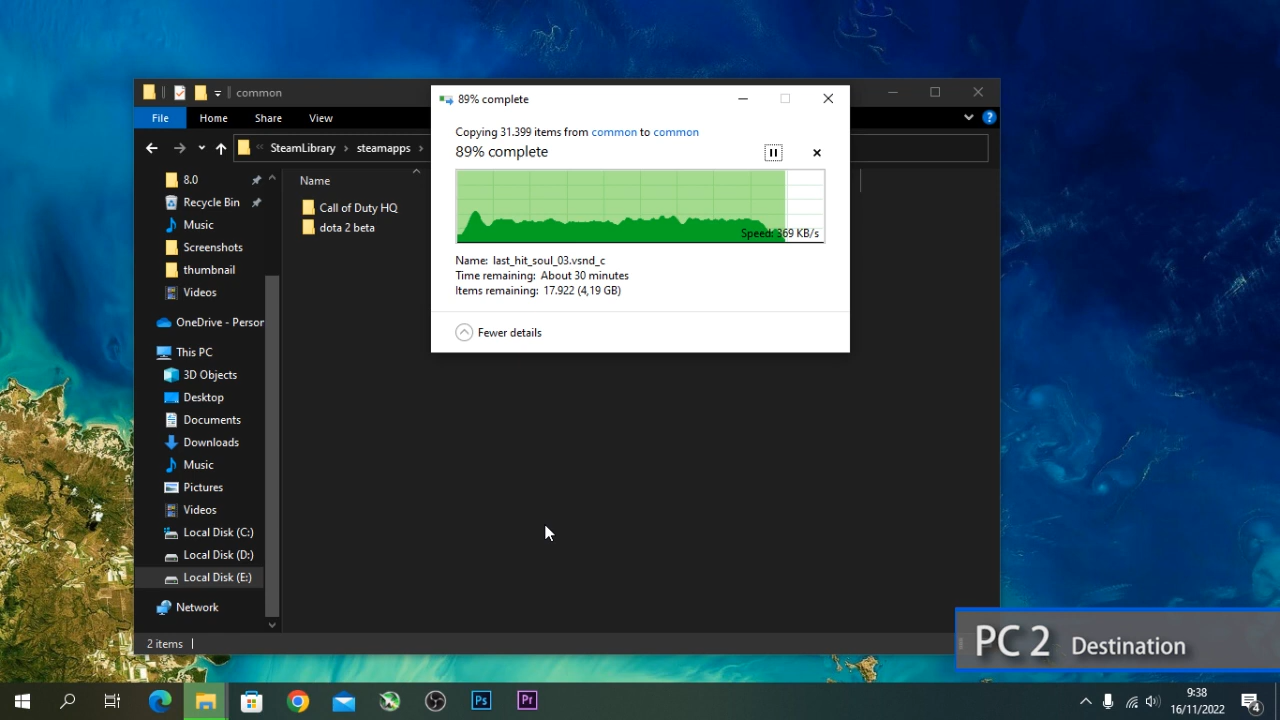 common
File Home Share View
SteamLibrary steamapps
8.0
Recycle Bin
Music
Screenshots
thumbnail
Videos
OneDrive - Person
This PC
3D Objects
Desktop
Documents
Downloads
Music
Pictures
Videos
Local Disk (C:)
Local Disk (D:)
Local Disk (E:)
Network
Name
Call of Duty HQ
dota 2 beta
2 items
89% complete
Copying 31.399 items from common to common
89% complete
Speed: 369 KB/s
Name: last_hit_soul_03.vsnd_c
Time remaining: About 30 minutes
Items remaining: 17.922 (4,19 GB)
Fewer details
PC 2 Destination
Ps
Pr
9:38
16/11/2022
4